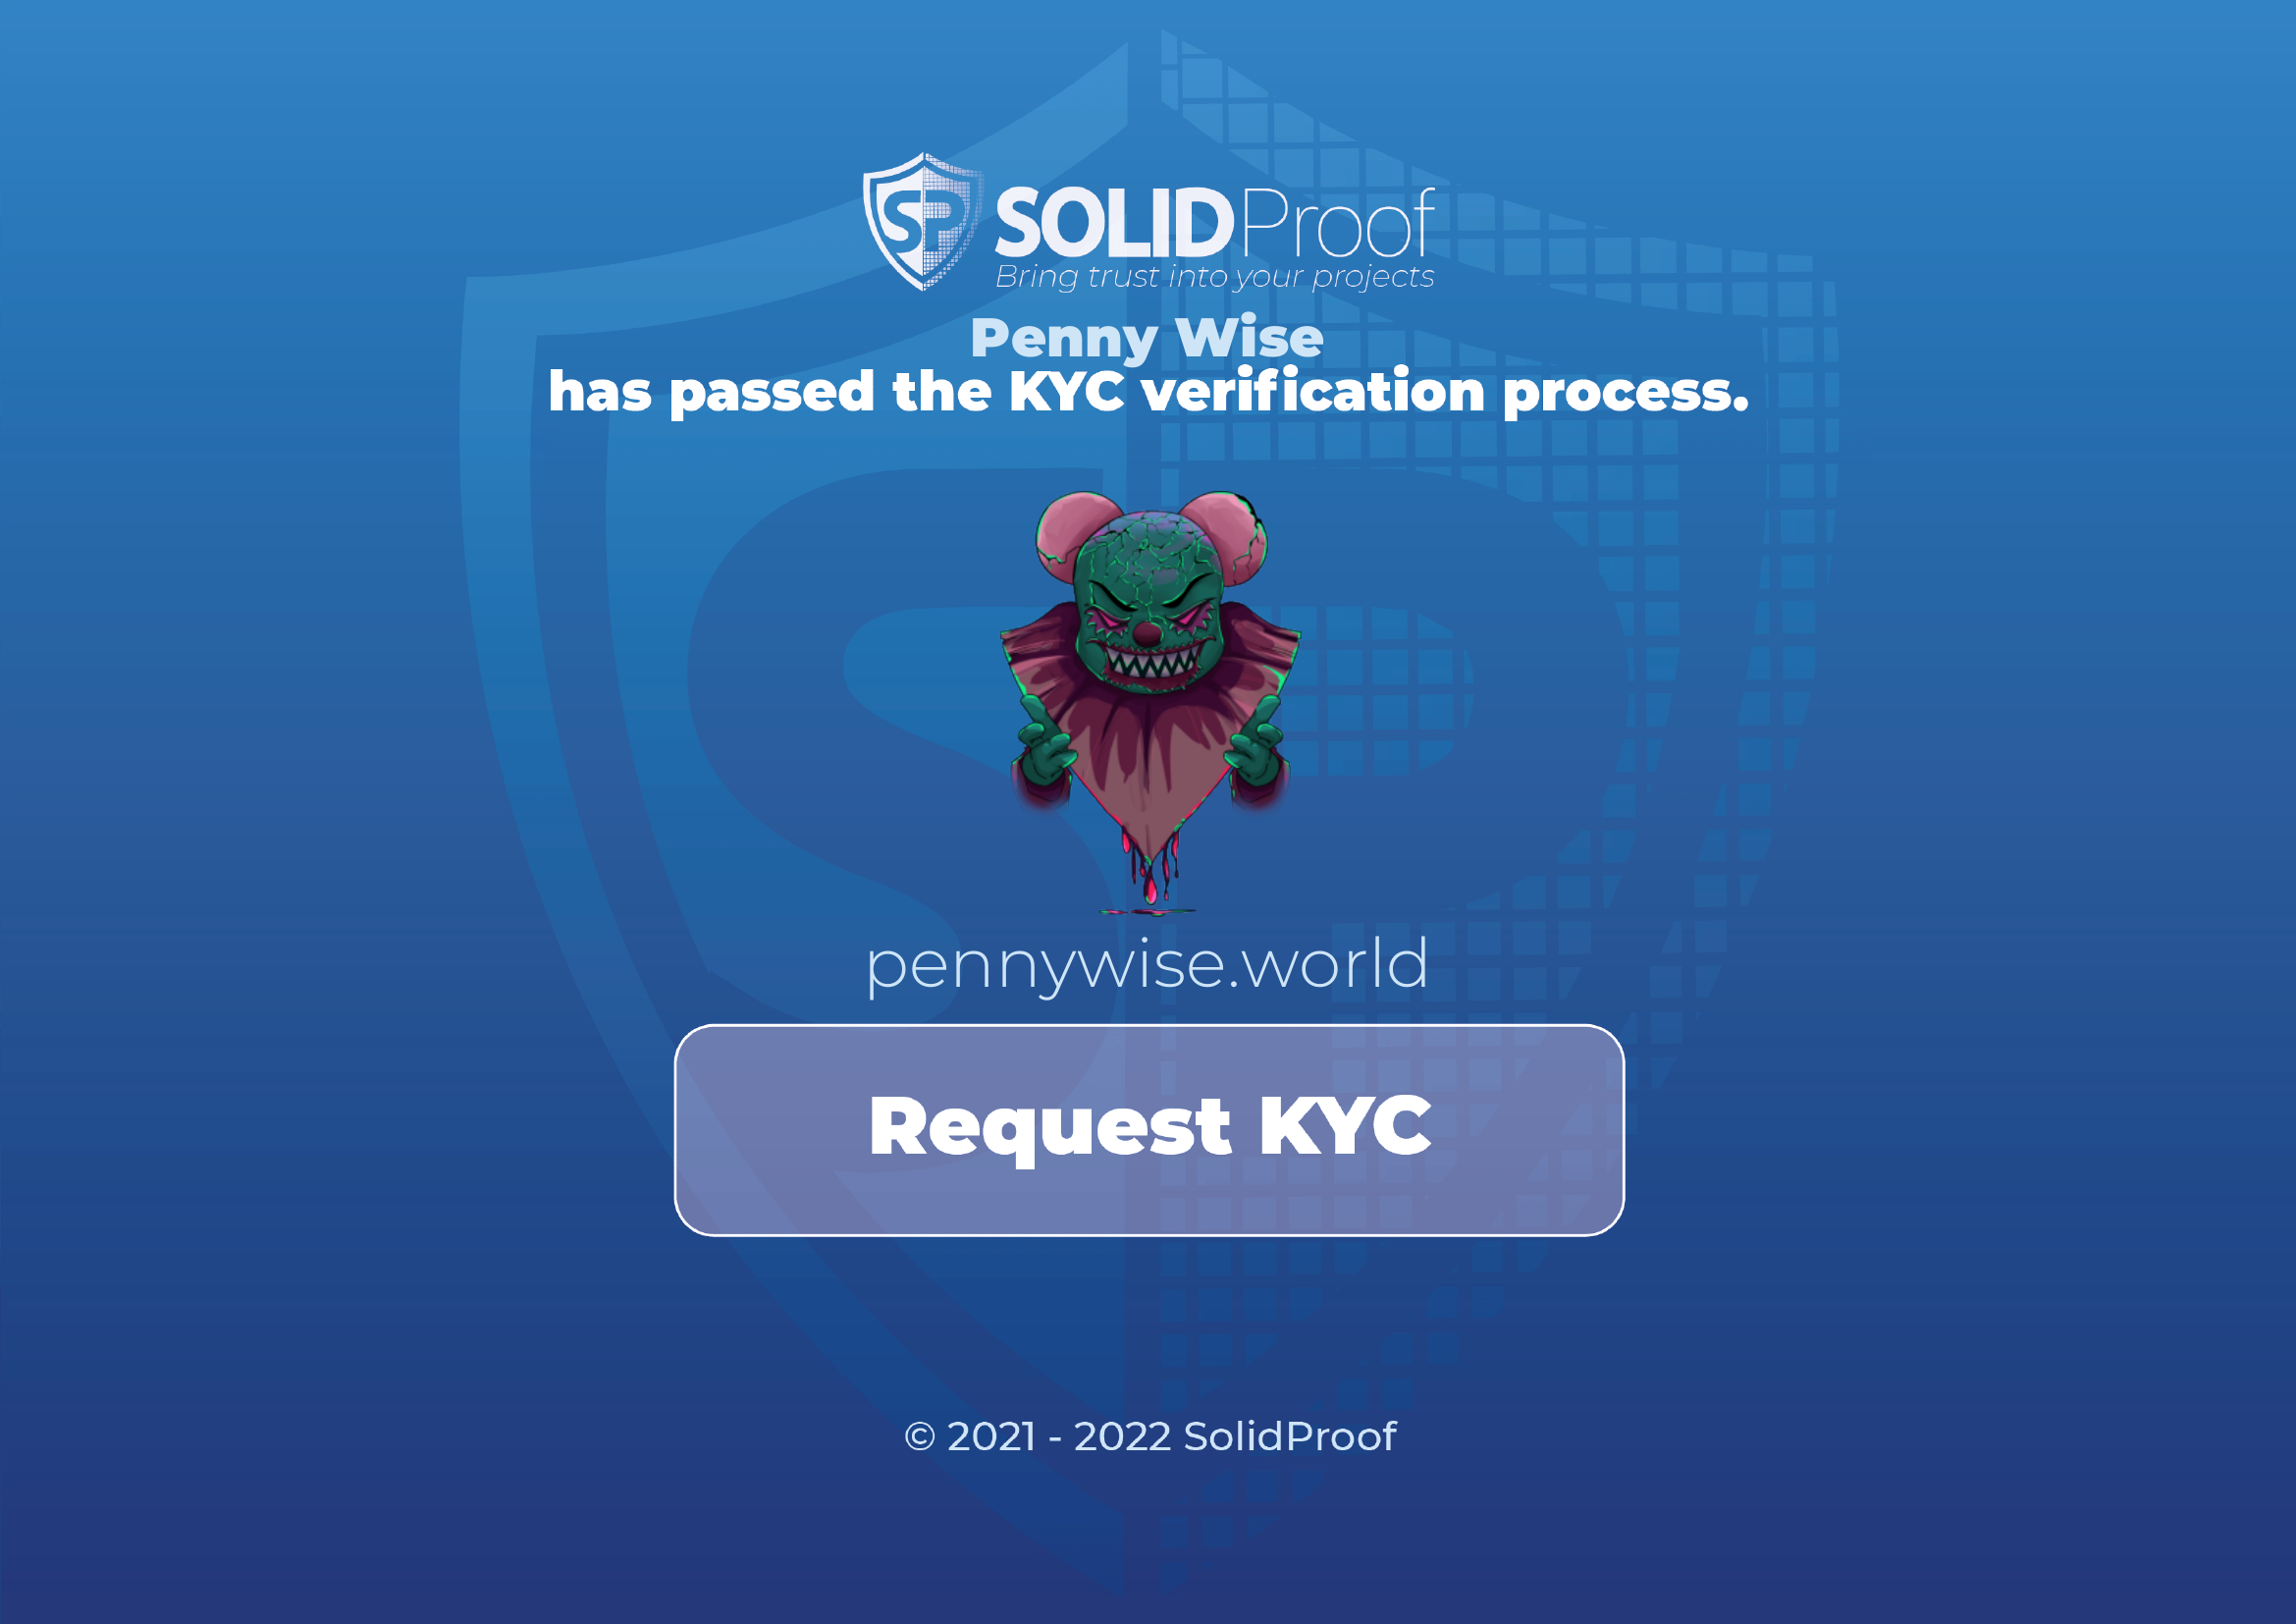 SP SOLIDProof
Bring trust into your projects
Penny Wise
has passed the KYC verification process.
pennywise.world
Request KYC
© 2021 - 2022 SolidProof